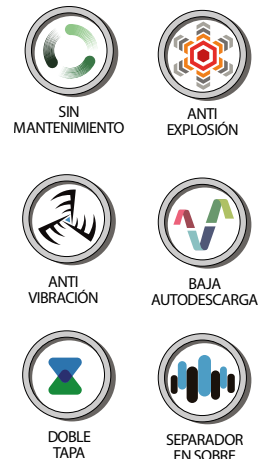 SIN
MANTENIMIENTO
ANTI
EXPLOSIÓN
ANTI
VIBRACIÓN
BAJA
AUTODESCARGA
DOBLE
TAPA
SEPARADOR
EN SOBRE